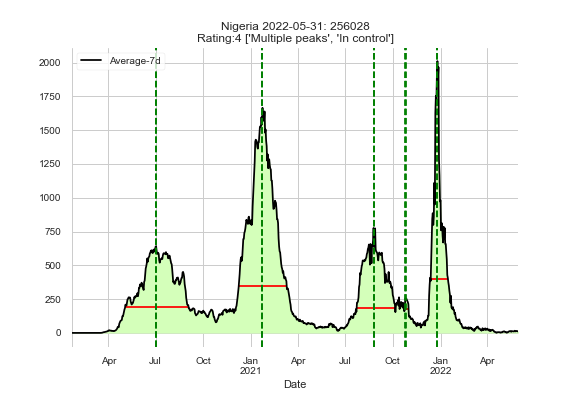 Nigeria 2022-05-31: 256028
Rating:4 ['Multiple peaks', 'In control']
Average-7d
2000
1750
1500
1250
1000
750
500
250
0
Apr Jul Oct Jan Apr Jul Oct Jan Apr
2021 2022
Date